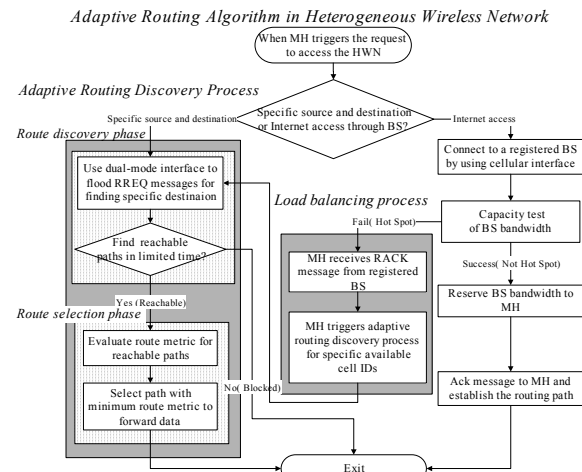 Adaptive Routing Algorithm in Heterogeneous Wireless Network
When MH triggers the request
to access the HWN
Adaptive Routing Discovery Process
Specific source and destination
Specific source and destination
or Internet access through BS?
Internet access
Route discovery phase
Use dual-mode interface to
flood RREQ messages for
finding specific destinaion
Find reachable
paths in limited time?
Yes (Reachable)
No( Blocked)
Route selection phase
Evaluate route metric for
reachable paths
Select path with
minimum route metric to
forward data
Load balancing process
Fail( Hot Spot)
MH receives RACK
message from registered
BS
MH triggers adaptive
routing discovery process
for specific available
cell IDs
Connect to a registered BS
by using cellular interface
Capacity test
of BS bandwidth
Success( Not Hot Spot)
Reserve BS bandwidth to
MH
Ack message to MH and
establish the routing path
Exit